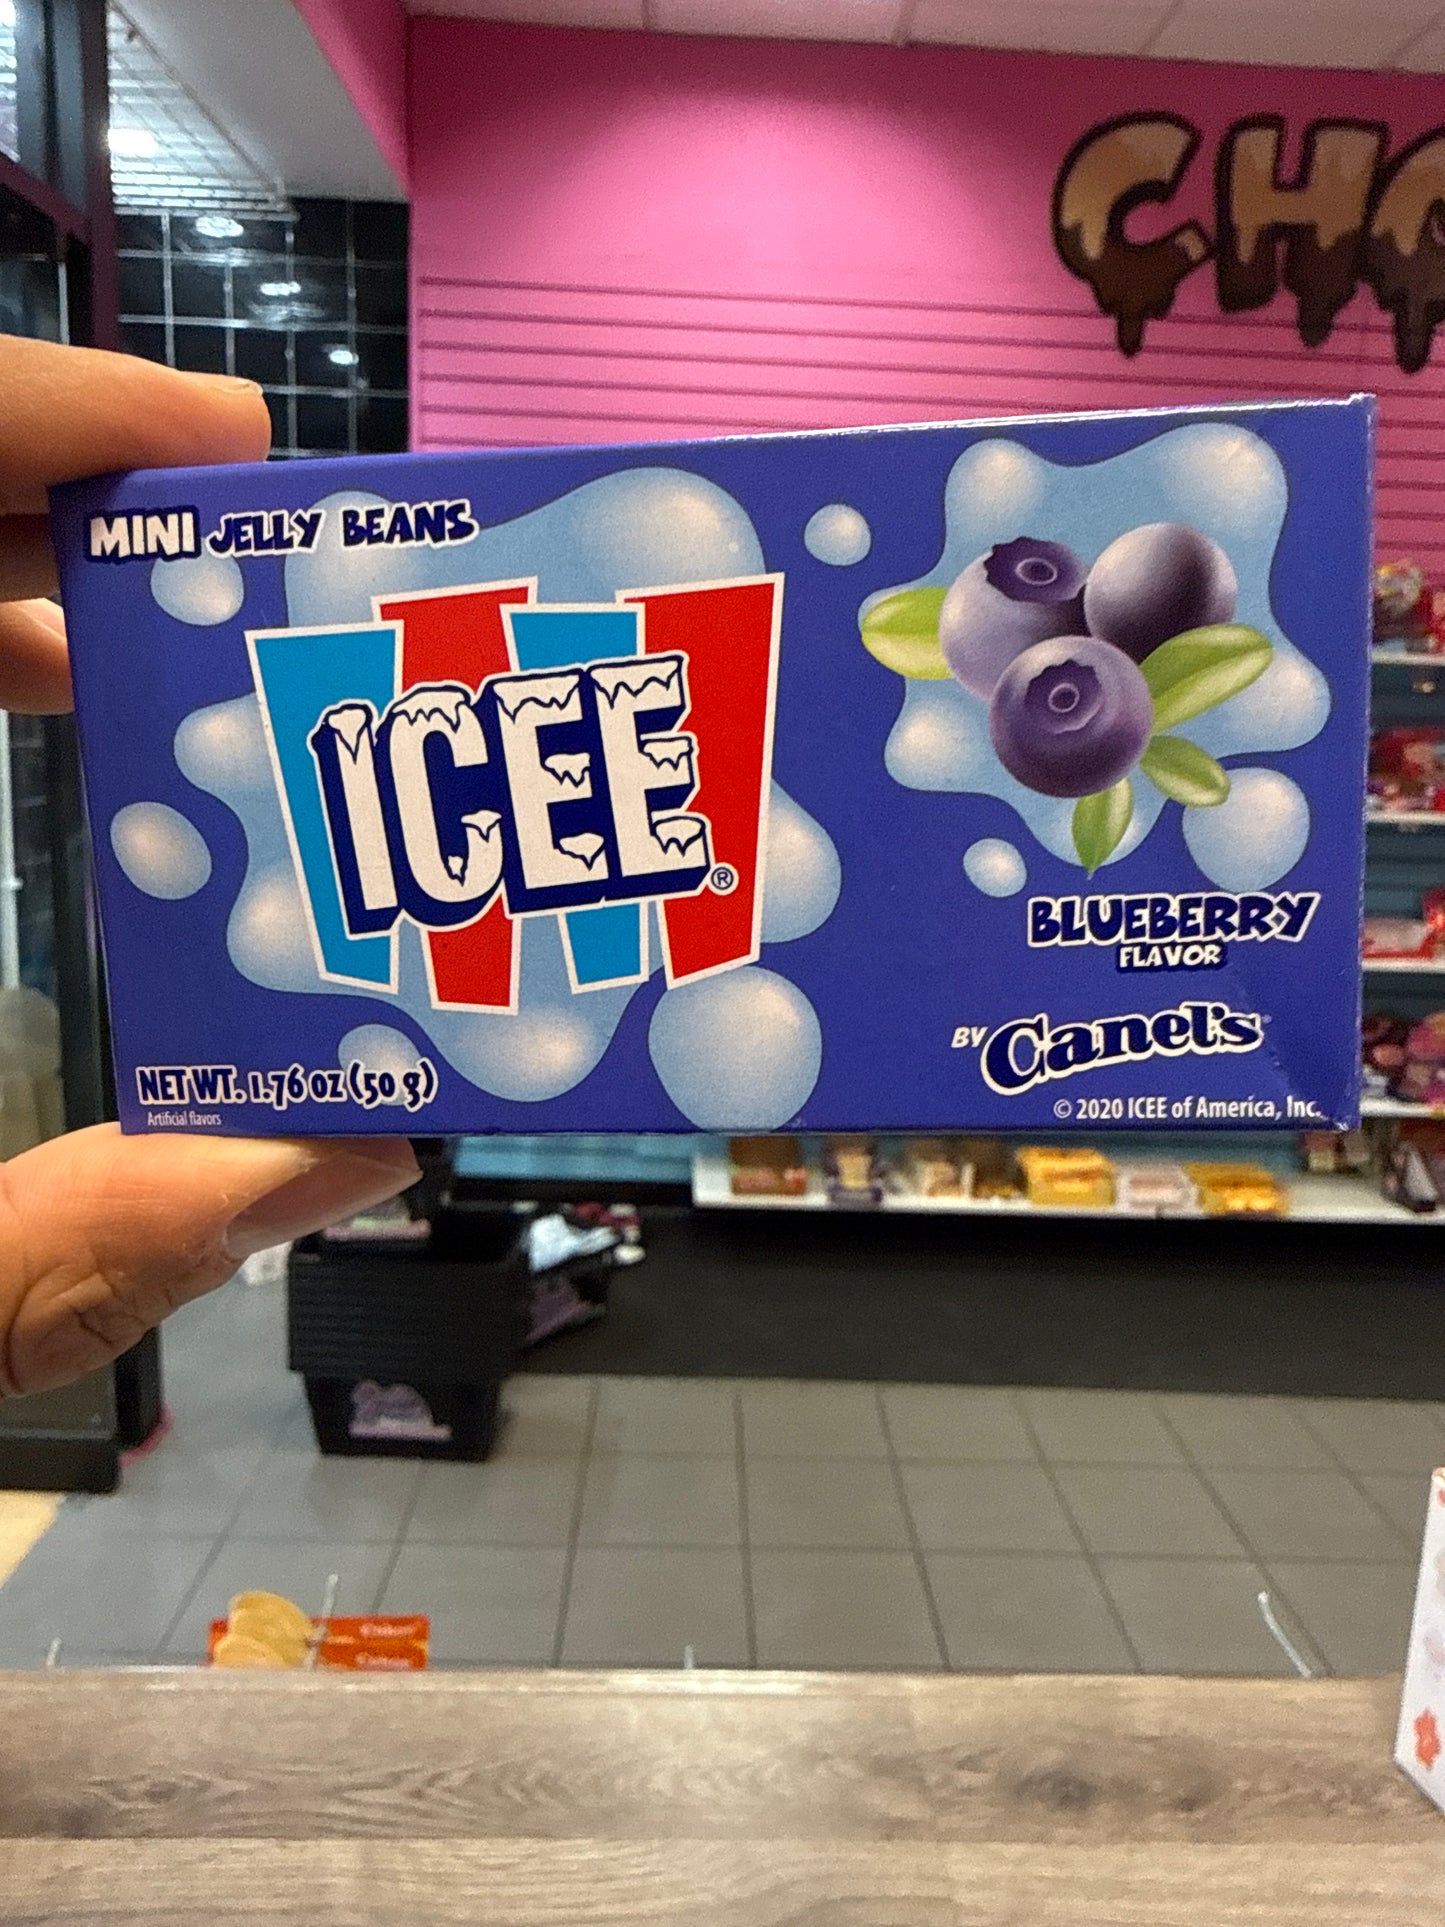 CHO
MINI JELLY BEANS
ICEE®
BLUEBERRY
FLAVOR
BY Canel's
NET WT. 1.76 OZ (50 g)
Artificial flavors
© 2020 ICEE of America, Inc.